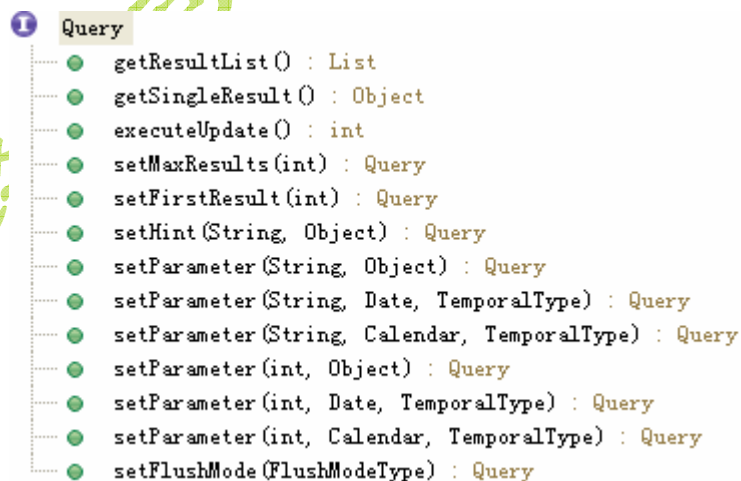 I Query
getResultList() : List
getSingleResult() : Object
executeUpdate() : int
setMaxResults(int) : Query
setFirstResult(int) : Query
setHint(String, Object) : Query
setParameter(String, Object) : Query
setParameter(String, Date, TemporalType) : Query
setParameter(String, Calendar, TemporalType) : Query
setParameter(int, Object) : Query
setParameter(int, Date, TemporalType) : Query
setParameter(int, Calendar, TemporalType) : Query
setFlushMode(FlushModeType) : Query